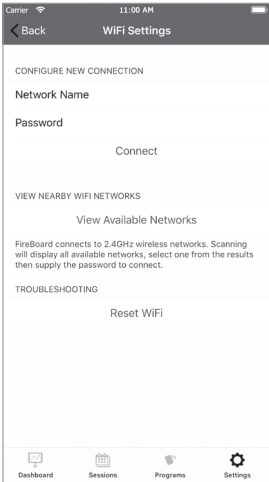 Carrier 11:00 AM
Back WiFi Settings
CONFIGURE NEW CONNECTION
Network Name
Password
Connect
VIEW NEARBY WIFI NETWORKS
View Available Networks
FireBoard connects to 2.4GHz wireless networks. Scanning
will display all available networks, select one from the results
then supply the password to connect.
TROUBLESHOOTING
Reset WiFi
Dashboard Sessions Programs Settings